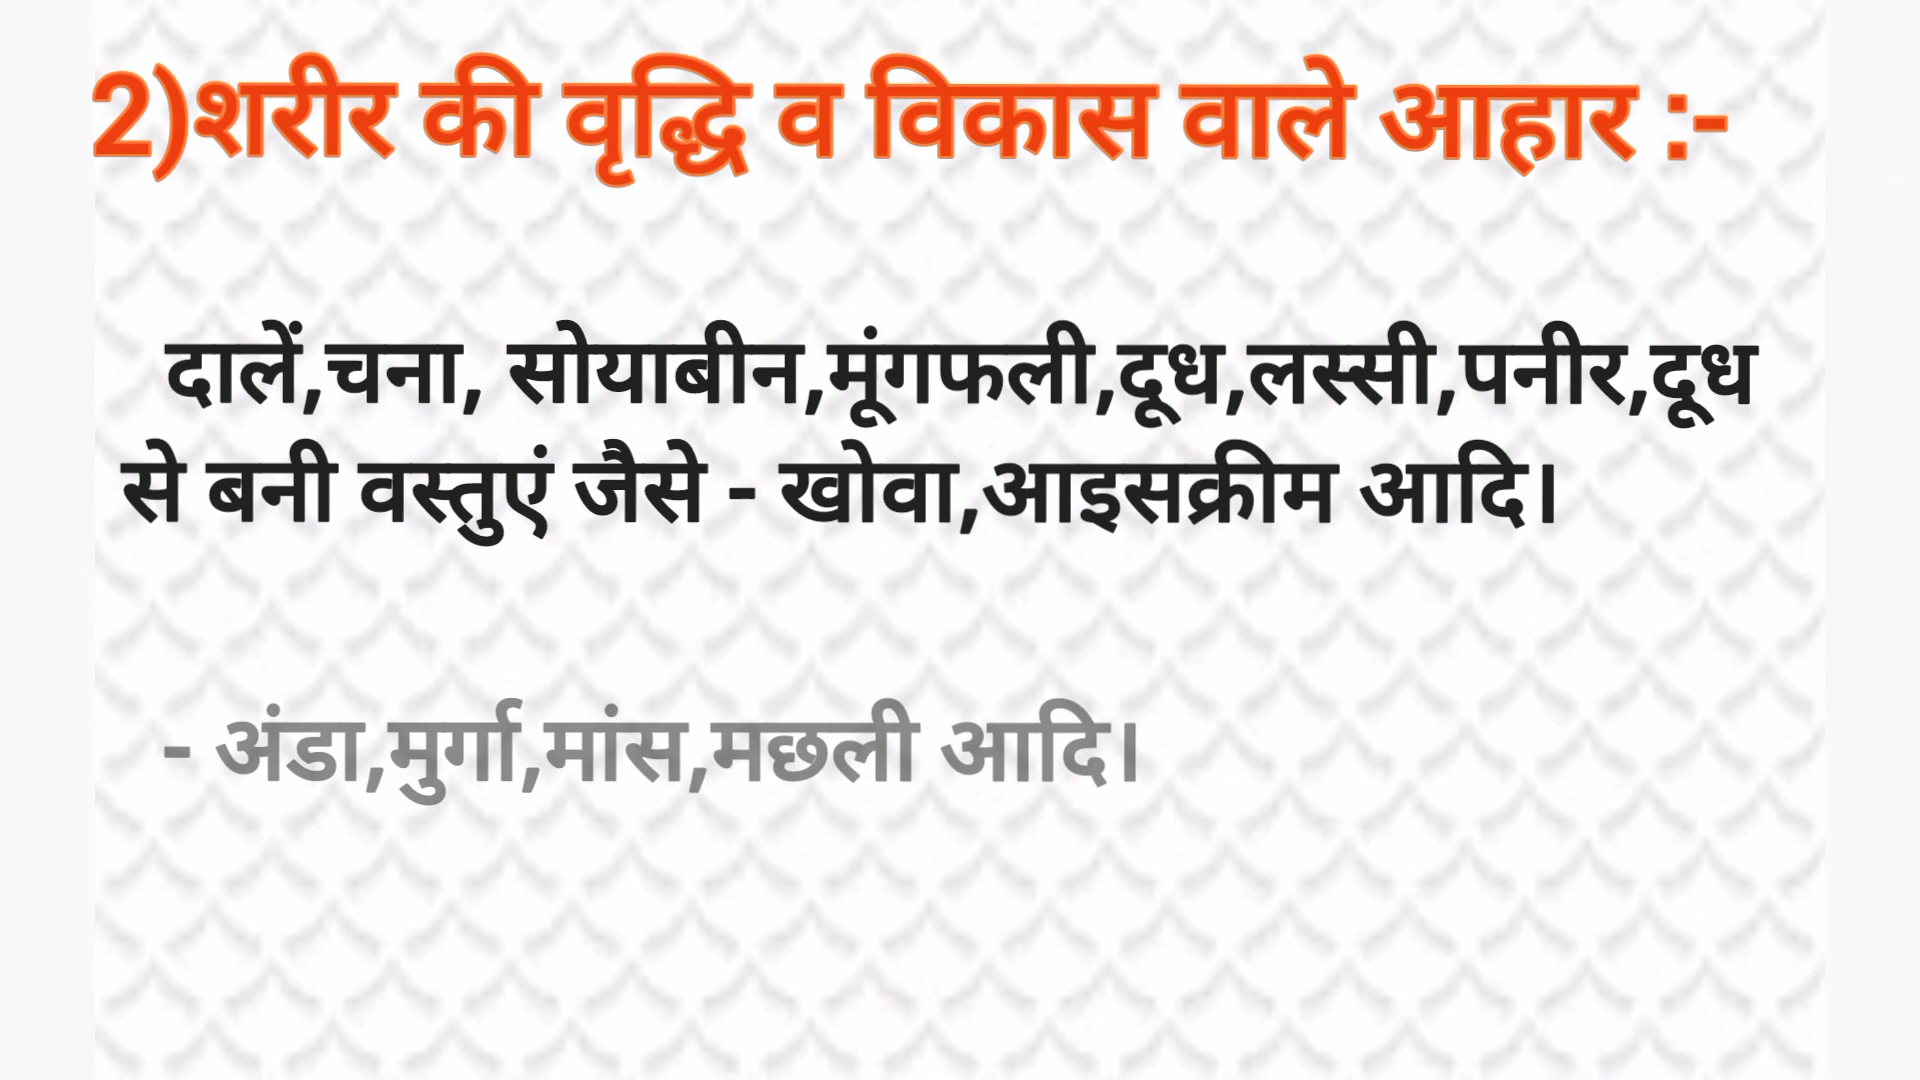 2)शरीर की वृद्धि व विकास वाले आहार :-
दालें,चना, सोयाबीन,मूंगफली,दूध,लस्सी,पनीर,दूध
से बनी वस्तुएं जैसे - खोवा,आइसक्रीम आदि।
- अंडा,मुर्गा,मांस,मछली आदि।